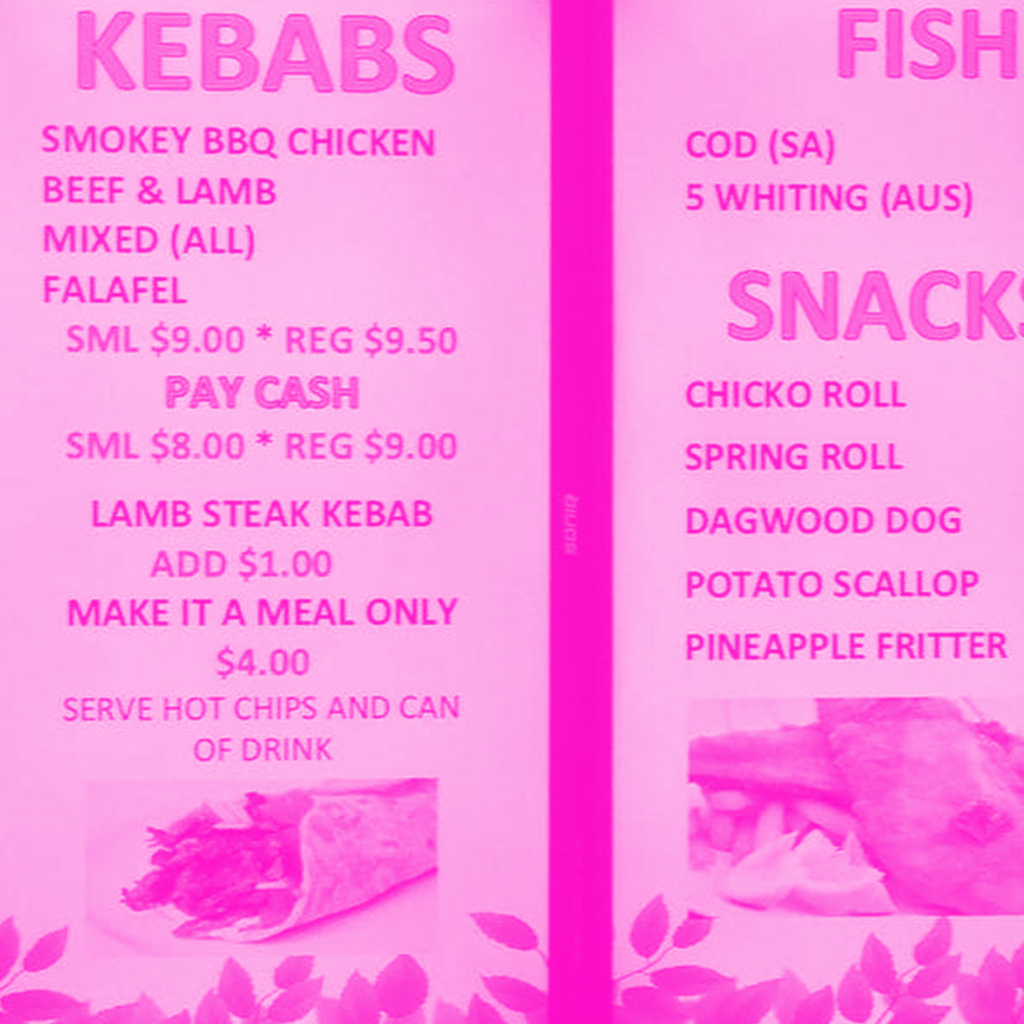 KEBABS
SMOKEY BBQ CHICKEN
BEEF & LAMB
MIXED (ALL)
FALAFEL
SML $9.00 * REG $9.50
PAY CASH
SML $8.00 * REG $9.00
LAMB STEAK KEBAB
ADD $1.00
MAKE IT A MEAL ONLY
$4.00
SERVE HOT CHIPS AND CAN
OF DRINK
FISH
COD (SA)
5 WHITING (AUS)
SNACKS
CHICKO ROLL
SPRING ROLL
DAGWOOD DOG
POTATO SCALLOP
PINEAPPLE FRITTER